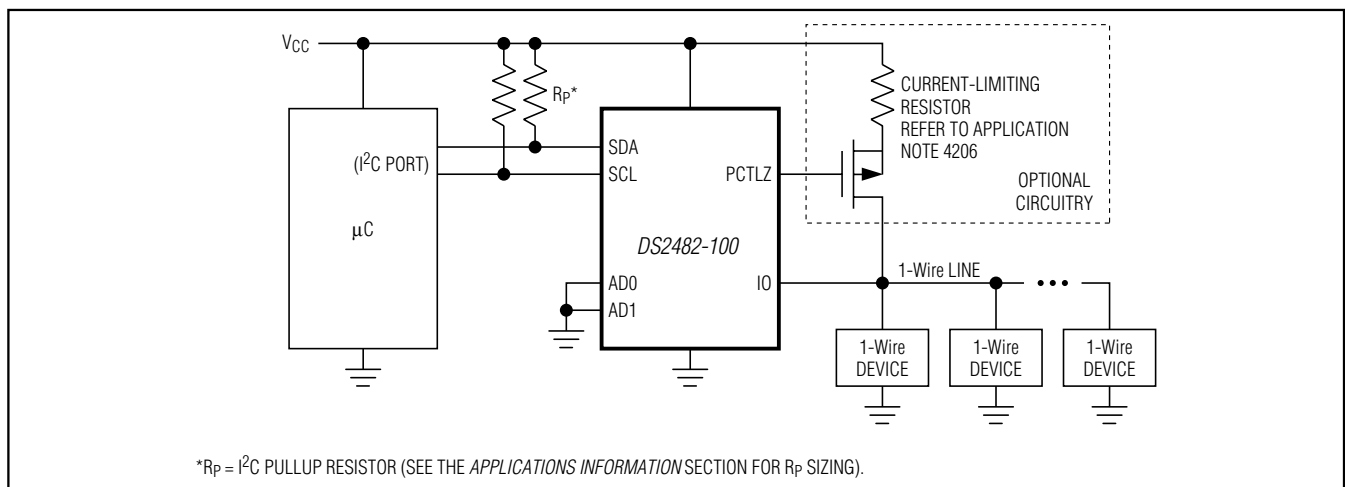 VCC
RP*
CURRENT-LIMITING
RESISTOR
REFER TO APPLICATION
NOTE 4206
OPTIONAL
CIRCUITRY
(I2C PORT)
μC
SDA
SCL
PCTLZ
DS2482-100
AD0
AD1
IO
1-Wire LINE
1-Wire
DEVICE
1-Wire
DEVICE
1-Wire
DEVICE
*RP = I2C PULLUP RESISTOR (SEE THE APPLICATIONS INFORMATION SECTION FOR RP SIZING).